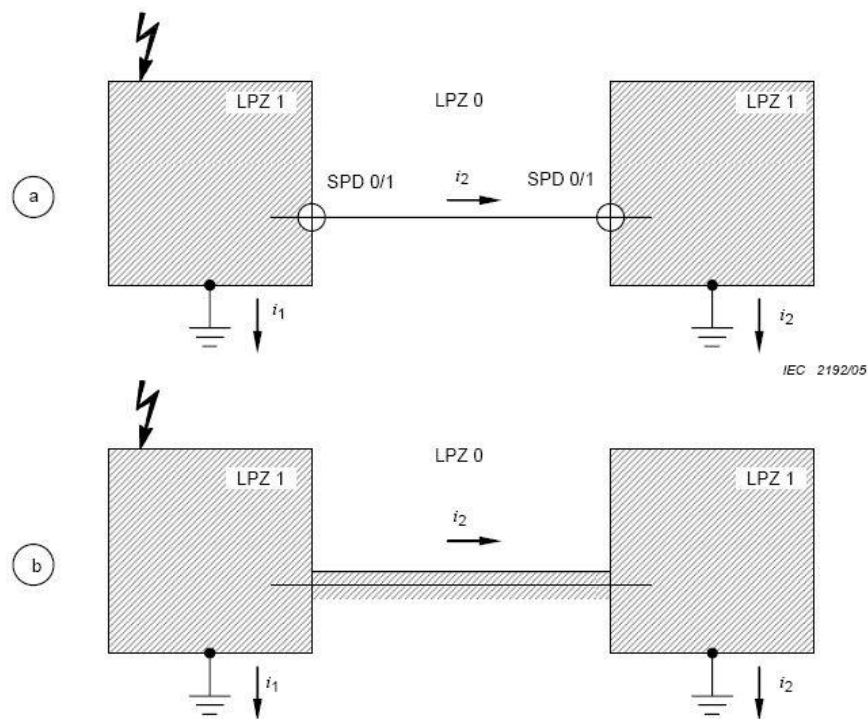 LPZ 1
LPZ 0
LPZ 1
a
SPD 0/1
i2
SPD 0/1
i1
i2
IEC 2192/05
LPZ 1
LPZ 0
LPZ 1
i2
b
i1
i2